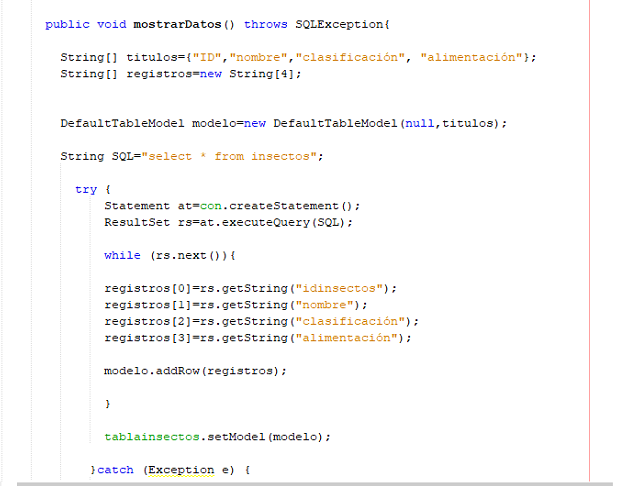 public void mostrarDatos() throws SQLException{
String[] titulos={"ID","nombre","clasificación", "alimentación"};
String[] registros=new String[4];
DefaultTableModel modelo=new DefaultTableModel(null,titulos);
String SQL="select * from insectos";
try {
Statement at=con.createStatement();
ResultSet rs=at.executeQuery(SQL);
while (rs.next()){
registros[0]=rs.getString("idinsectos");
registros[1]=rs.getString("nombre");
registros[2]=rs.getString("clasificación");
registros[3]=rs.getString("alimentación");
modelo.addRow(registros);
}
tablainsectos.setModel(modelo);
}catch (Exception e) {